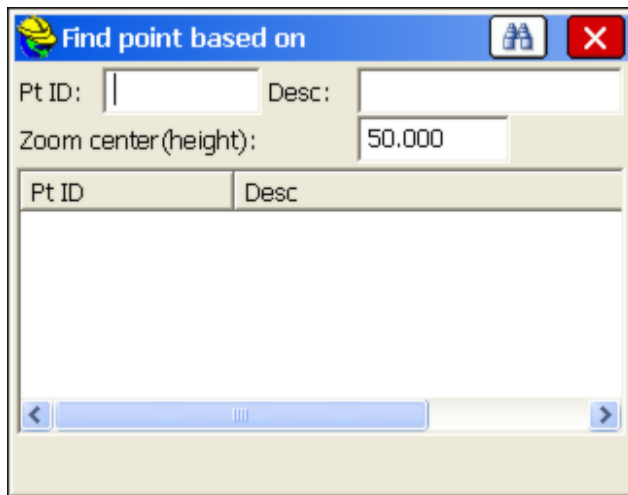 Find point based on
Pt ID: Desc:
Zoom center(height): 50.000
Pt ID Desc